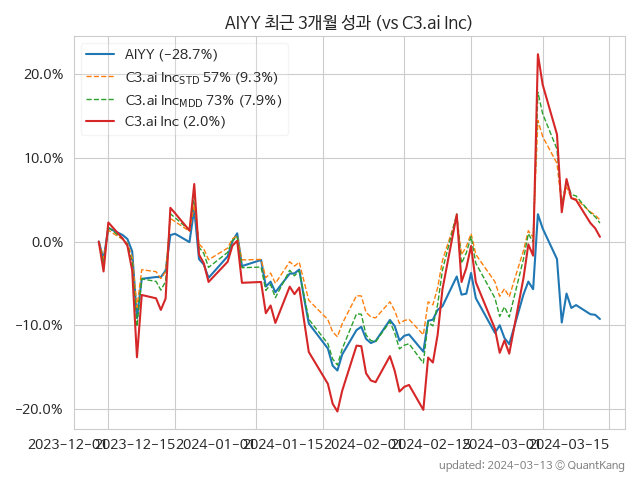 AIYY 최근 3개월 성과 (vs C3.ai Inc)
AIYY (−28.7%)
C3.ai IncSTD 57% (9.3%)
C3.ai IncMDD 73% (7.9%)
C3.ai Inc (2.0%)
20.0%
10.0%
0.0%
−10.0%
−20.0%
2023−12−01 2023−12−15 2024−01−01 2024−01−15 2024−02−01 2024−02−15 2024−03−01 2024−03−15
updated: 2024-03-13 ⓒ QuantKang